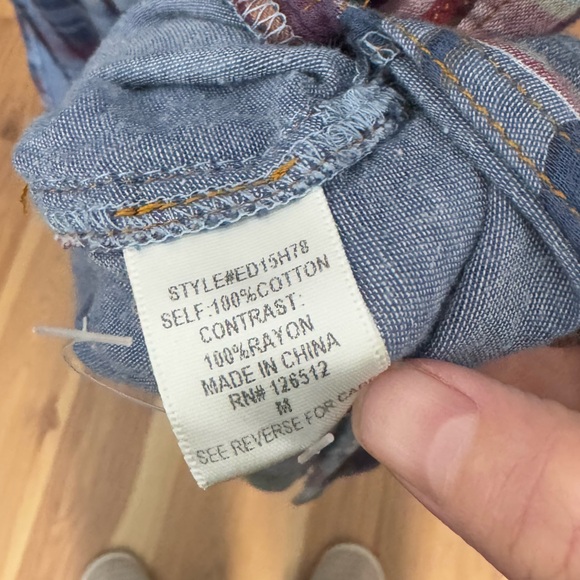 STYLE#ED15H78
SELF:100%COTTON
CONTRAST:
100%RAYON
MADE IN CHINA
RN# 126512
M
SEE REVERSE FOR